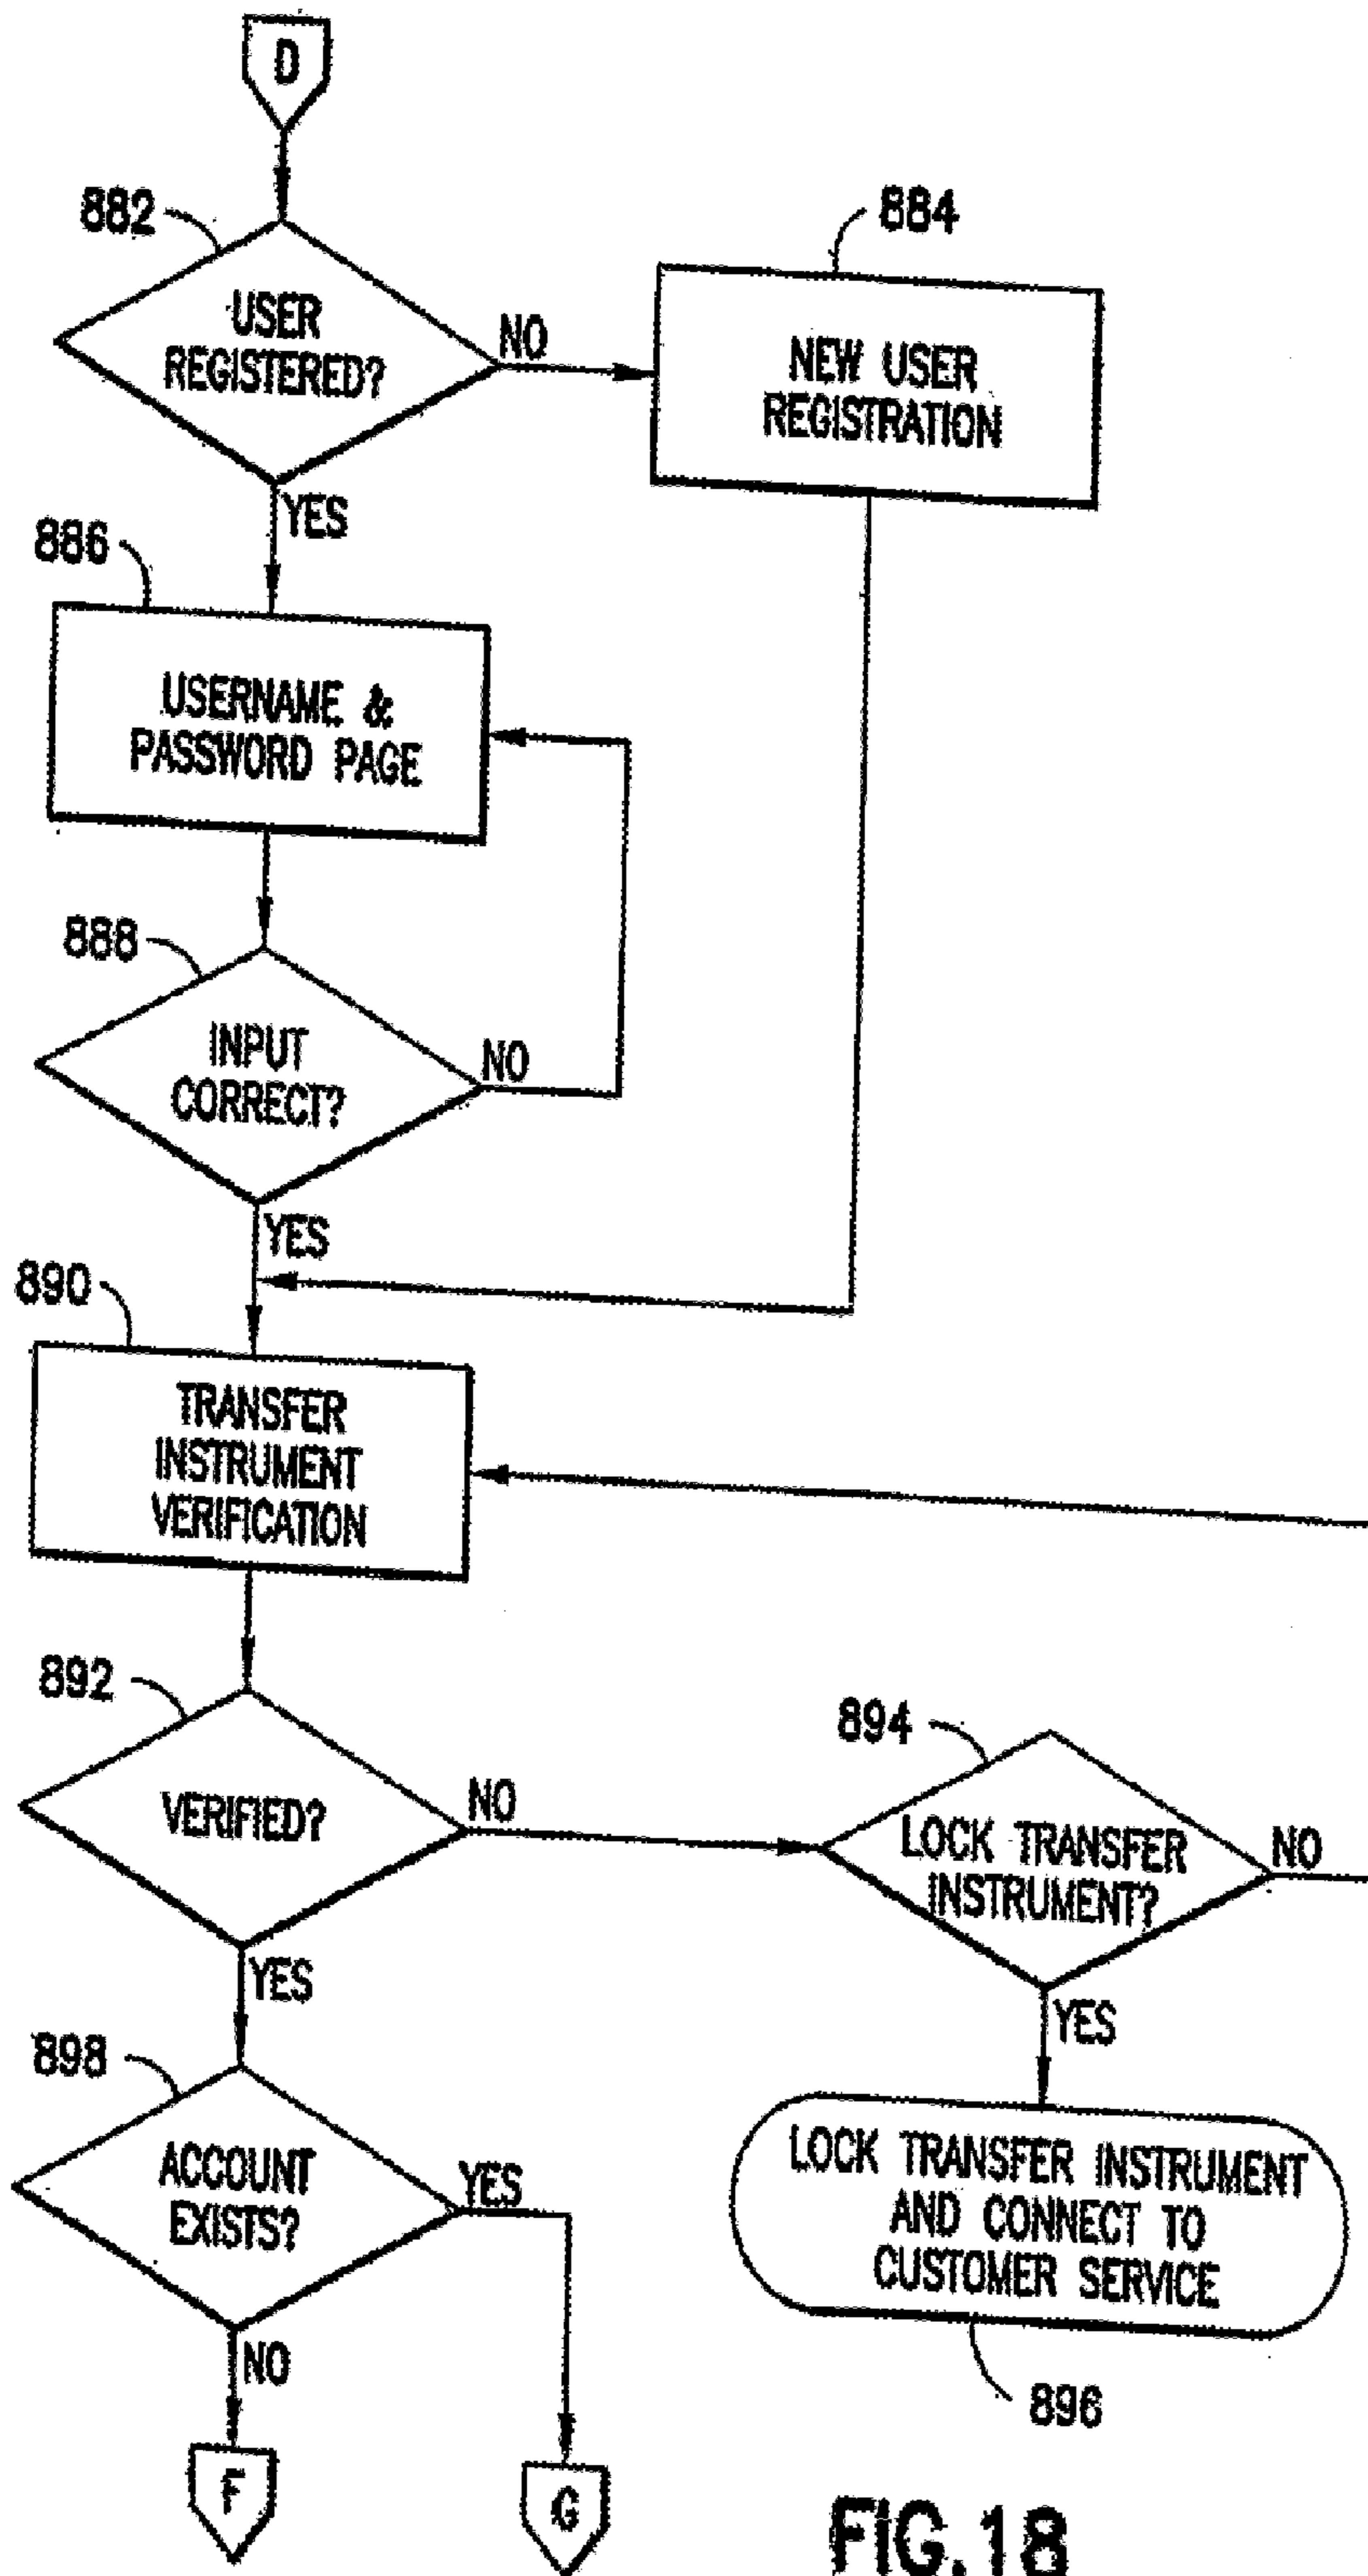 D
882
884
USER
REGISTERED?
NO
NEW USER
REGISTRATION
YES
886
USERNAME &
PASSWORD PAGE
888
INPUT
CORRECT?
NO
YES
890
TRANSFER
INSTRUMENT
VERIFICATION
892
VERIFIED?
NO
894
LOCK TRANSFER
INSTRUMENT?
NO
YES
YES
898
ACCOUNT
EXISTS?
YES
LOCK TRANSFER INSTRUMENT
AND CONNECT TO
CUSTOMER SERVICE
896
NO
F
G
FIG.18